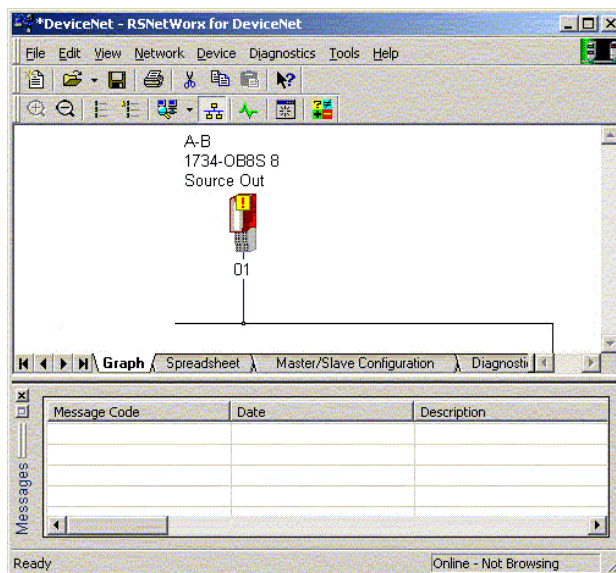 *DeviceNet - RSNetWorx for DeviceNet
File Edit View Network Device Diagnostics Tools Help
A-B
1734-OB8S 8
Source Out
01
Graph Spreadsheet Master/Slave Configuration
Messages
Message Code Date Description
Ready Online - Not Browsing